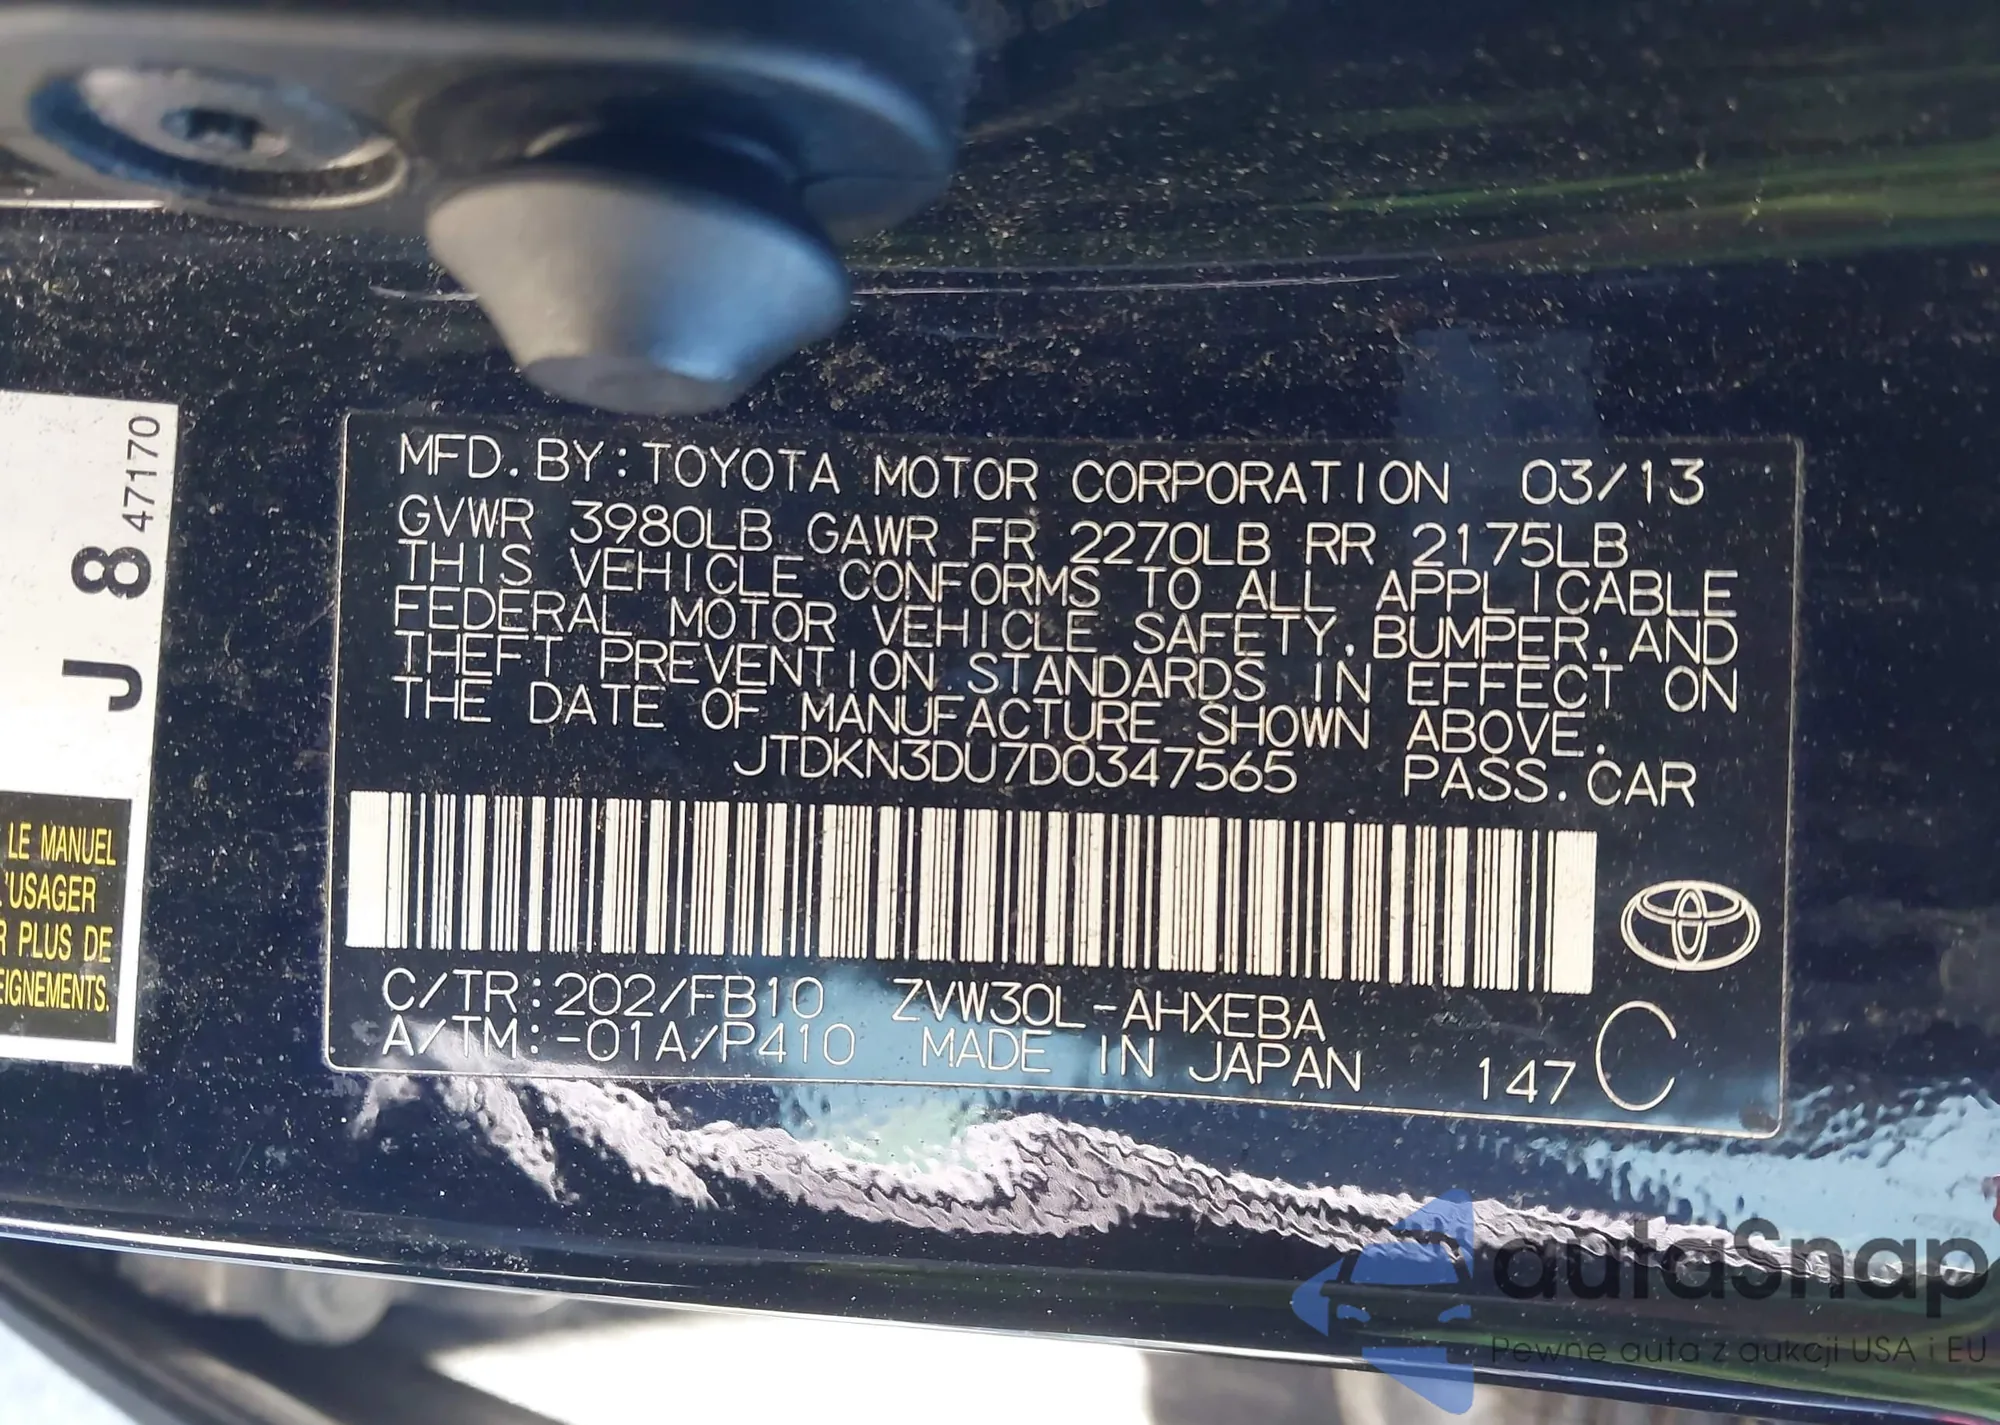 MFD. BY: TOYOTA MOTOR CORPORATION 03/13
GVWR 3980LB GAWR FR 2270LB RR 2175LB
THIS VEHICLE CONFORMS TO ALL APPLICABLE
FEDERAL MOTOR VEHICLE SAFETY, BUMPER, AND
THEFT PREVENTION STANDARDS IN EFFECT ON
THE DATE OF MANUFACTURE SHOWN ABOVE.
JTDKN3DU7D0347565 PASS. CAR
C/TR: 202/FB10 ZVW30L-AHXEBA
A/TM: -01A/P410 MADE IN JAPAN 147 C
J 8 47170
LE MANUEL
L'USAGER
R PLUS DE
EIGNEMENTS.
autaSnap
Pewne auta z aukcji USA i EU